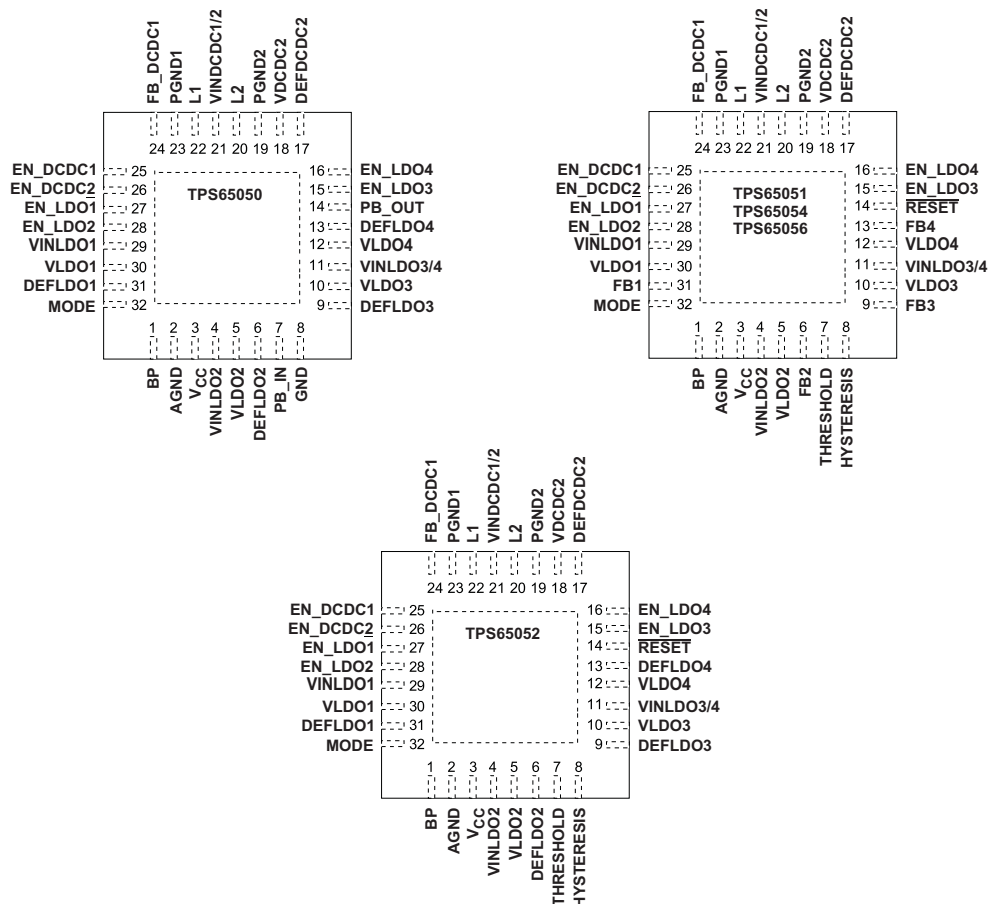 FB_DCDC1
PGND1
L1
VINDCDC1/2
L2
PGND2
VDCDC2
DEFDCDC2
24 23 22 21 20 19 18 17
EN_DCDC1 25
EN_DCDC2 26
EN_LDO1 27
EN_LDO2 28
VINLDO1 29
VLDO1 30
DEFLDO1 31
MODE 32
TPS65050
16 EN_LDO4
15 EN_LDO3
14 PB_OUT
13 DEFLDO4
12 VLDO4
11 VINLDO3/4
10 VLDO3
9 DEFLDO3
1 2 3 4 5 6 7 8
BP
AGND
VCC
VINLDO2
VLDO2
DEFLDO2
PB_IN
GND
FB_DCDC1
PGND1
L1
VINDCDC1/2
L2
PGND2
VDCDC2
DEFDCDC2
24 23 22 21 20 19 18 17
EN_DCDC1 25
EN_DCDC2 26
EN_LDO1 27
EN_LDO2 28
VINLDO1 29
VLDO1 30
FB1 31
MODE 32
TPS65051
TPS65054
TPS65056
16 EN_LDO4
15 EN_LDO3
14 RESET
13 FB4
12 VLDO4
11 VINLDO3/4
10 VLDO3
9 FB3
1 2 3 4 5 6 7 8
BP
AGND
VCC
VINLDO2
VLDO2
FB2
THRESHOLD
HYSTERESIS
FB_DCDC1
PGND1
L1
VINDCDC1/2
L2
PGND2
VDCDC2
DEFDCDC2
24 23 22 21 20 19 18 17
EN_DCDC1 25
EN_DCDC2 26
EN_LDO1 27
EN_LDO2 28
VINLDO1 29
VLDO1 30
DEFLDO1 31
MODE 32
TPS65052
16 EN_LDO4
15 EN_LDO3
14 RESET
13 DEFLDO4
12 VLDO4
11 VINLDO3/4
10 VLDO3
9 DEFLDO3
1 2 3 4 5 6 7 8
BP
AGND
VCC
VINLDO2
VLDO2
DEFLDO2
THRESHOLD
HYSTERESIS